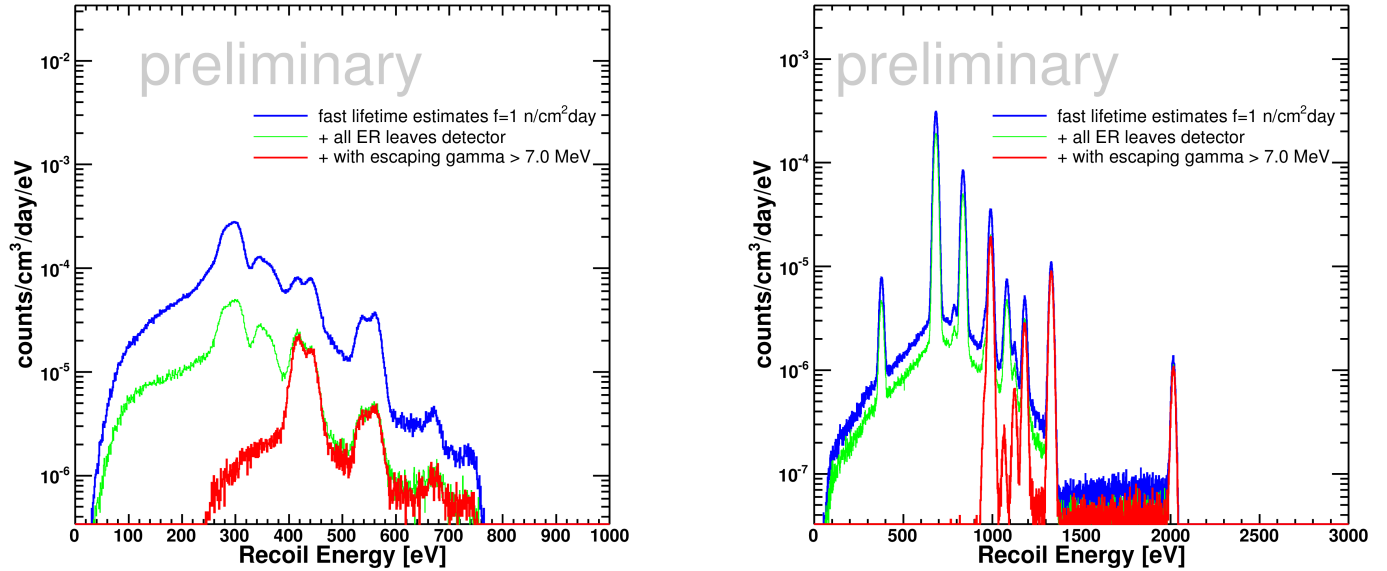 preliminary
fast lifetime estimates f=1 n/cm²day
+ all ER leaves detector
+ with escaping gamma > 7.0 MeV
counts/cm³/day/eV
10⁻²
10⁻³
10⁻⁴
10⁻⁵
10⁻⁶
0 100 200 300 400 500 600 700 800 900 1000
Recoil Energy [eV]
preliminary
fast lifetime estimates f=1 n/cm²day
+ all ER leaves detector
+ with escaping gamma > 7.0 MeV
counts/cm³/day/eV
10⁻³
10⁻⁴
10⁻⁵
10⁻⁶
10⁻⁷
0 500 1000 1500 2000 2500 3000
Recoil Energy [eV]